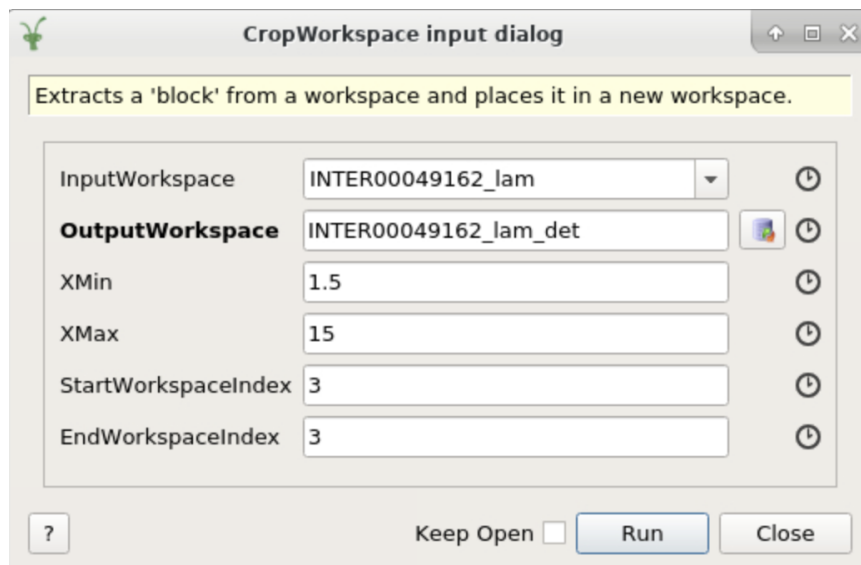 CropWorkspace input dialog
Extracts a 'block' from a workspace and places it in a new workspace.
InputWorkspace INTER00049162_lam
OutputWorkspace INTER00049162_lam_det
XMin 1.5
XMax 15
StartWorkspaceIndex 3
EndWorkspaceIndex 3
? Keep Open Run Close